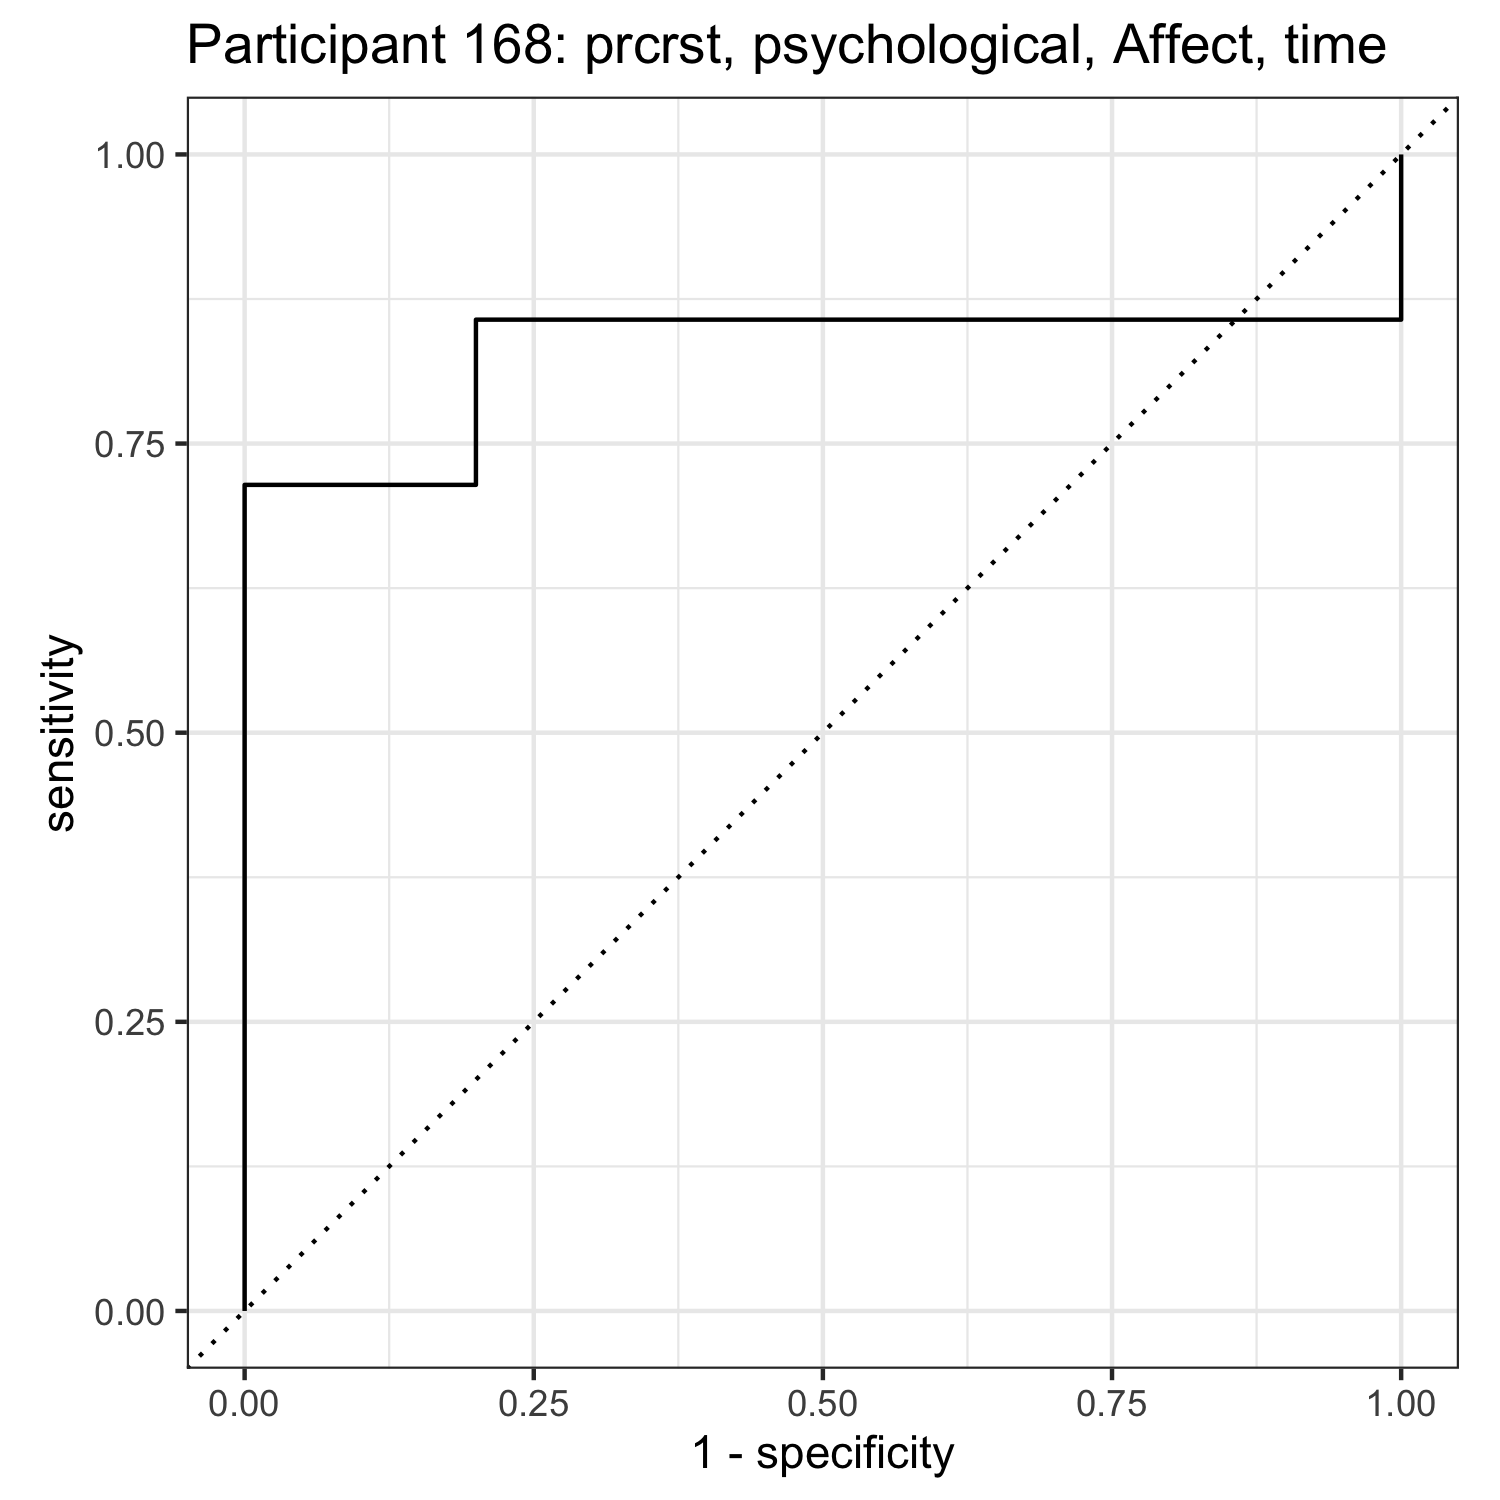 Participant 168: prcrst, psychological, Affect, time
1.00
0.75
0.50
0.25
0.00
sensitivity
0.00 0.25 0.50 0.75 1.00
1 - specificity